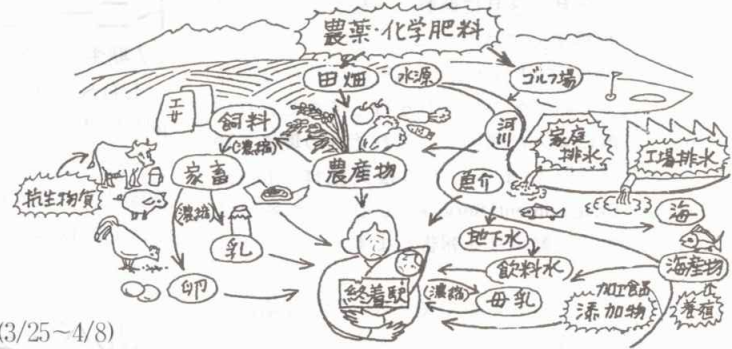 農薬・化学肥料
田畑
水源
ゴルフ場
エサ
飼料
(濃縮)
河川
家庭
排水
工場排水
家畜
農産物
魚介
抗生物質
海
濃縮
乳
地下水
海産物
飲料水
卵
終着駅
(濃縮)
母乳
加工食品
添加物
養殖
(3/25〜4/8)